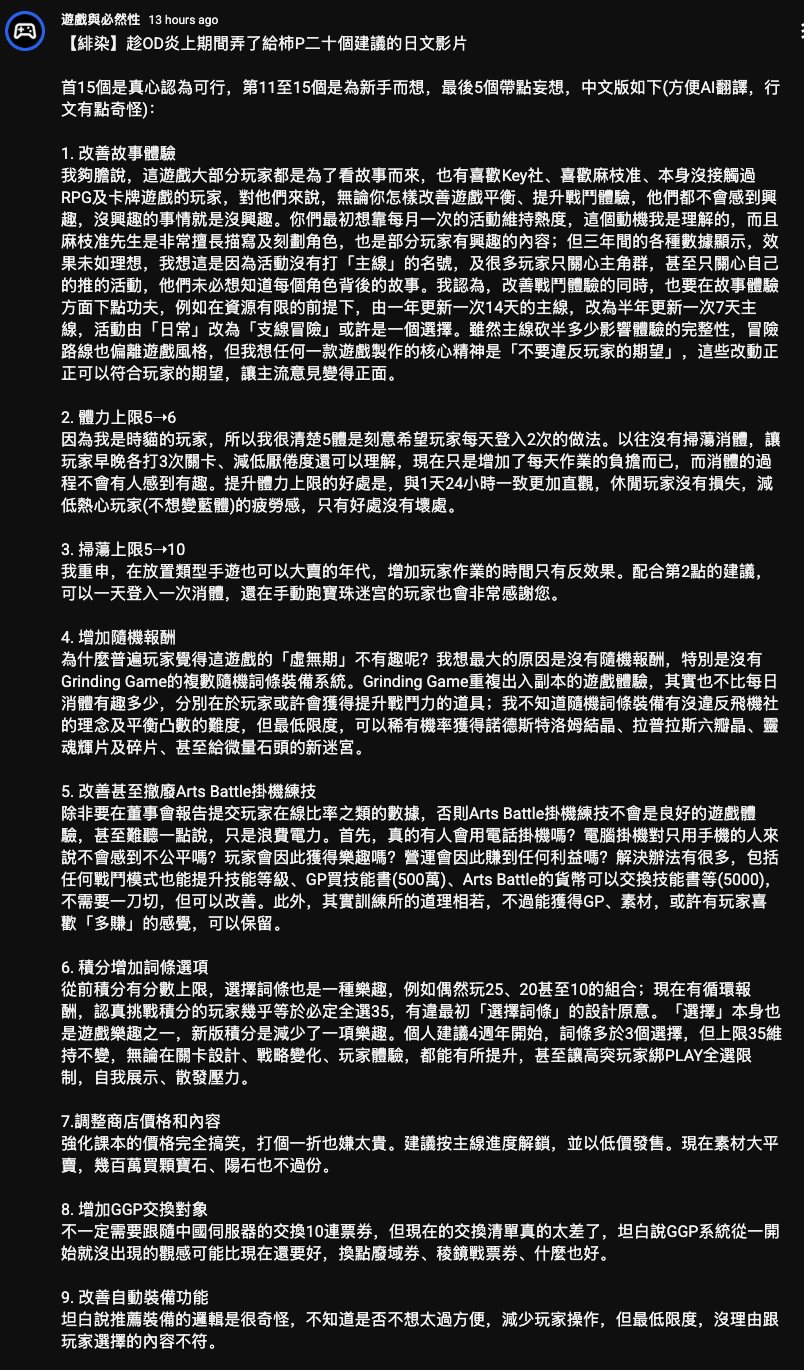 遊戲與必然性 13 hours ago
【緋染】趁OD炎上期間弄了給柿P二十個建議的日文影片
首15個是真心認為可行，第11至15個是為新手而想，最後5個帶點妄想，中文版如下(方便AI翻譯，行
文有點奇怪)：
1. 改善故事體驗
我夠膽說，這遊戲大部分玩家都是為了看故事而來，也有喜歡Key社、喜歡麻枝准、本身沒接觸過
RPG及卡牌遊戲的玩家，對他們來說，無論你怎樣改善遊戲平衡、提升戰鬥體驗，他們都不會感到興
趣，沒興趣的事情就是沒興趣。你們最初想靠每月一次的活動維持熱度，這個動機我是理解的，而且
麻枝准先生是非常擅長描寫及刻劃角色，也是部分玩家有興趣的內容；但三年間的各種數據顯示，效
果未如理想，我想這是因為活動沒有打「主線」的名號，及很多玩家只關心主角群，甚至只關心自己
的推的活動，他們未必想知道每個角色背後的故事。我認為，改善戰鬥體驗的同時，也要在故事體驗
方面下點功夫，例如在資源有限的前提下，由一年更新一次14天的主線，改為半年更新一次7天主
線，活動由「日常」改為「支線冒險」或許是一個選擇。雖然主線砍半多少影響體驗的完整性，冒險
路線也偏離遊戲風格，但我想任何一款遊戲製作的核心精神是「不要違反玩家的期望」，這些改動正
正可以符合玩家的期望，讓主流意見變得正面。
2. 體力上限5→6
因為我是時貓的玩家，所以我很清楚5體是刻意希望玩家每天登入2次的做法。以往沒有掃蕩消體，讓
玩家早晚各打3次關卡、減低厭倦度還可以理解，現在只是增加了每天作業的負擔而已，而消體的過
程不會有人感到有趣。提升體力上限的好處是，與1天24小時一致更加直觀，休閒玩家沒有損失，減
低熱心玩家(不想變藍體)的疲勞感，只有好處沒有壞處。
3. 掃蕩上限5→10
我重申，在放置類型手遊也可以大賣的年代，增加玩家作業的時間只有反效果。配合第2點的建議，
可以一天登入一次消體，還在手動跑寶珠迷宮的玩家也會非常感謝您。
4. 增加隨機報酬
為什麼普遍玩家覺得這遊戲的「虛無期」不有趣呢？我想最大的原因是沒有隨機報酬，特別是沒有
Grinding Game的複數隨機詞條裝備系統。Grinding Game重複出入副本的遊戲體驗，其實也不比每日
消體有趣多少，分別在於玩家或許會獲得提升戰鬥力的道具；我不知道隨機詞條裝備有沒違反飛機社
的理念及平衡凸數的難度，但最低限度，可以稀有機率獲得諾德斯特洛姆結晶、拉普拉斯六瓣晶、靈
魂輝片及碎片、甚至給微量石頭的新迷宮。
5. 改善甚至撤廢Arts Battle掛機練技
除非要在董事會報告提交玩家在線比率之類的數據，否則Arts Battle掛機練技不會是良好的遊戲體
驗，甚至難聽一點說，只是浪費電力。首先，真的有人會用電話掛機嗎？電腦掛機對只用手機的人來
說不會感到不公平嗎？玩家會因此獲得樂趣嗎？營運會因此賺到任何利益嗎？解決辦法有很多，包括
任何戰鬥模式也能提升技能等級、GP買技能書(500萬)、Arts Battle的貨幣可以交換技能書等(5000)，
不需要一刀切，但可以改善。此外，其實訓練所的道理相若，不過能獲得GP、素材，或許有玩家喜
歡「多賺」的感覺，可以保留。
6. 積分增加詞條選項
從前積分有分數上限，選擇詞條也是一種樂趣，例如偶然玩25、20甚至10的組合；現在有循環報
酬，認真挑戰積分的玩家幾乎等於必定全選35，有違最初「選擇詞條」的設計原意。「選擇」本身也
是遊戲樂趣之一，新版積分是減少了一項樂趣。個人建議4週年開始，詞條多於3個選擇，但上限35維
持不變，無論在關卡設計、戰略變化、玩家體驗，都能有所提升，甚至讓高突玩家綁PLAY全選限
制，自我展示、散發壓力。
7.調整商店價格和內容
強化課本的價格完全搞笑，打個一折也嫌太貴。建議按主線進度解鎖，並以低價發售。現在素材大平
賣，幾百萬買顆寶石、陽石也不過份。
8. 增加GGP交換對象
不一定需要跟隨中國伺服器的交換10連票券，但現在的交換清單真的太差了，坦白說GGP系統從一開
始就沒出現的觀感可能比現在還要好，換點廢域券、稜鏡戰票券、什麼也好。
9. 改善自動裝備功能
坦白說推薦裝備的邏輯是很奇怪，不知道是否不想太過方便，減少玩家操作，但最低限度，沒理由跟
玩家選擇的內容不符。